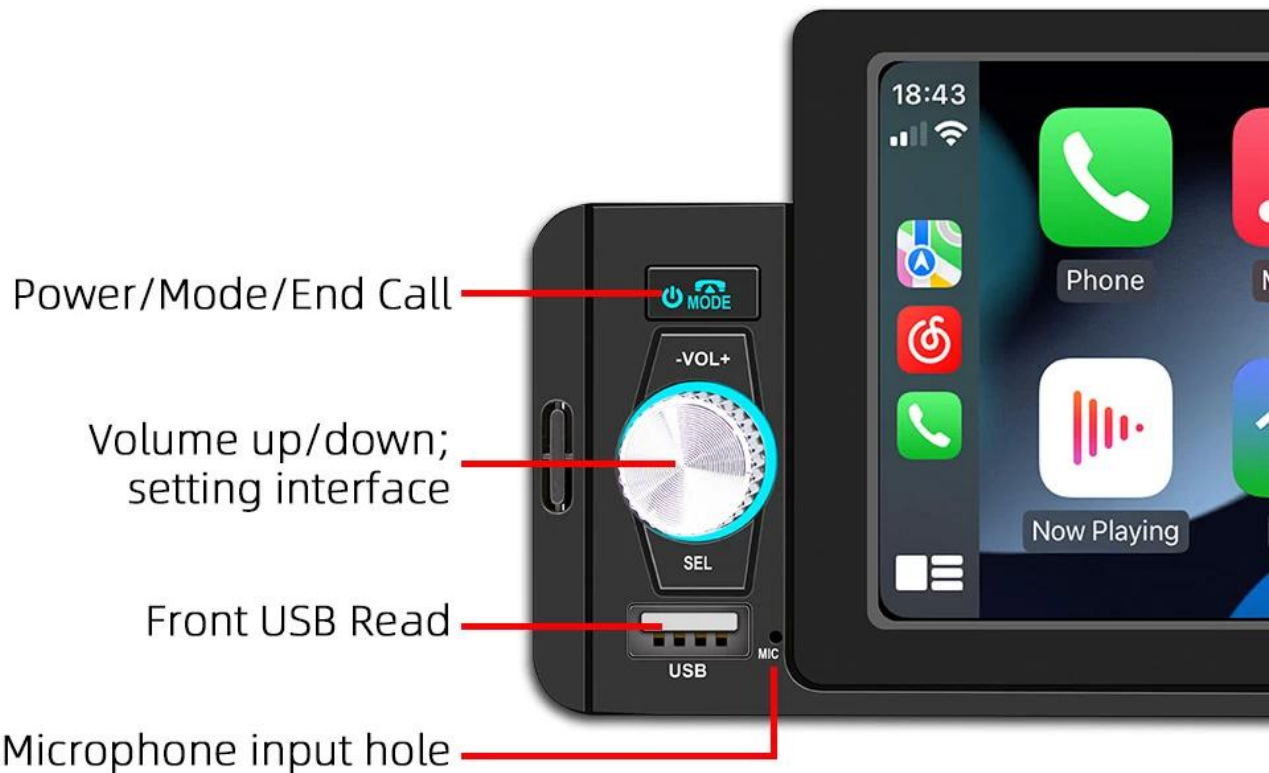 18:43
Phone
M
Now Playing
Power/Mode/End Call
MODE
-VOL+
Volume up/down;
setting interface
SEL
Front USB Read
USB
MIC
Microphone input hole